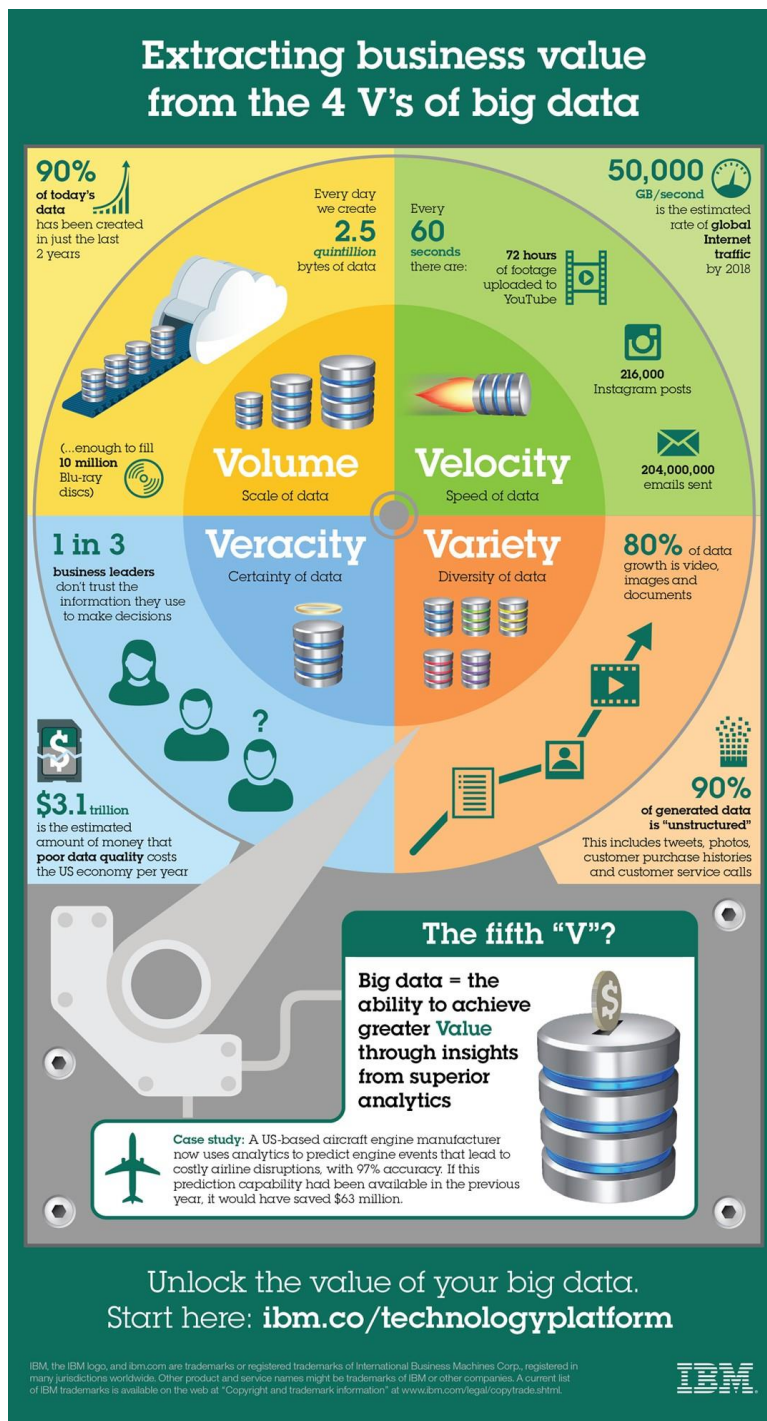 Extracting business value
from the 4 V's of big data
90%
of today's
data
has been created
in just the last
2 years
Every day
we create
2.5
quintillion
bytes of data
(...enough to fill
10 million
Blu-ray
discs)
Volume
Scale of data
Every
60
seconds
there are:
72 hours
of footage
uploaded to
YouTube
50,000
GB/second
is the estimated
rate of global
Internet
traffic
by 2018
216,000
Instagram posts
204,000,000
emails sent
Velocity
Speed of data
1 in 3
business leaders
don't trust the
information they use
to make decisions
Veracity
Certainty of data
?
$
$3.1 trillion
is the estimated
amount of money that
poor data quality costs
the US economy per year
Variety
Diversity of data
80% of data
growth is video,
images and
documents
90%
of generated data
is "unstructured"
This includes tweets, photos,
customer purchase histories
and customer service calls
The fifth "V"?
Big data = the
ability to achieve
greater Value
through insights
from superior
analytics
$
Case study: A US-based aircraft engine manufacturer
now uses analytics to predict engine events that lead to
costly airline disruptions, with 97% accuracy. If this
prediction capability had been available in the previous
year, it would have saved $63 million.
Unlock the value of your big data.
Start here: ibm.co/technologyplatform
IBM, the IBM logo, and ibm.com are trademarks or registered trademarks of International Business Machines Corp., registered in
many jurisdictions worldwide. Other product and service names might be trademarks of IBM or other companies. A current list
of IBM trademarks is available on the web at "Copyright and trademark information" at www.ibm.com/legal/copytrade.shtml.
IBM.